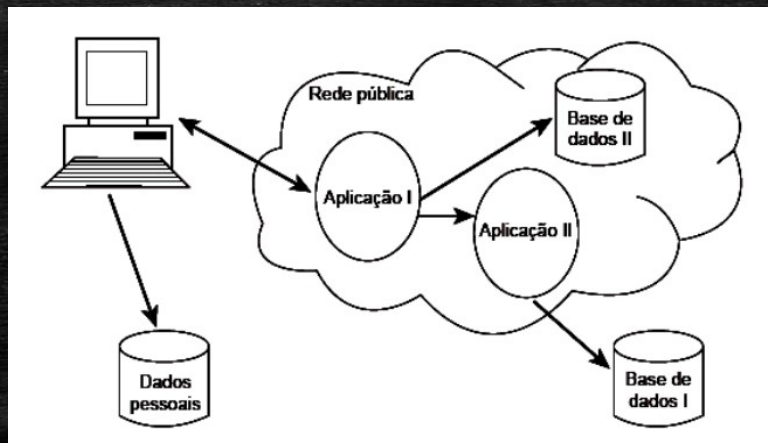 Rede pública
Base de
dados II
Aplicação I
Aplicação II
Dados
pessoais
Base de
dados I